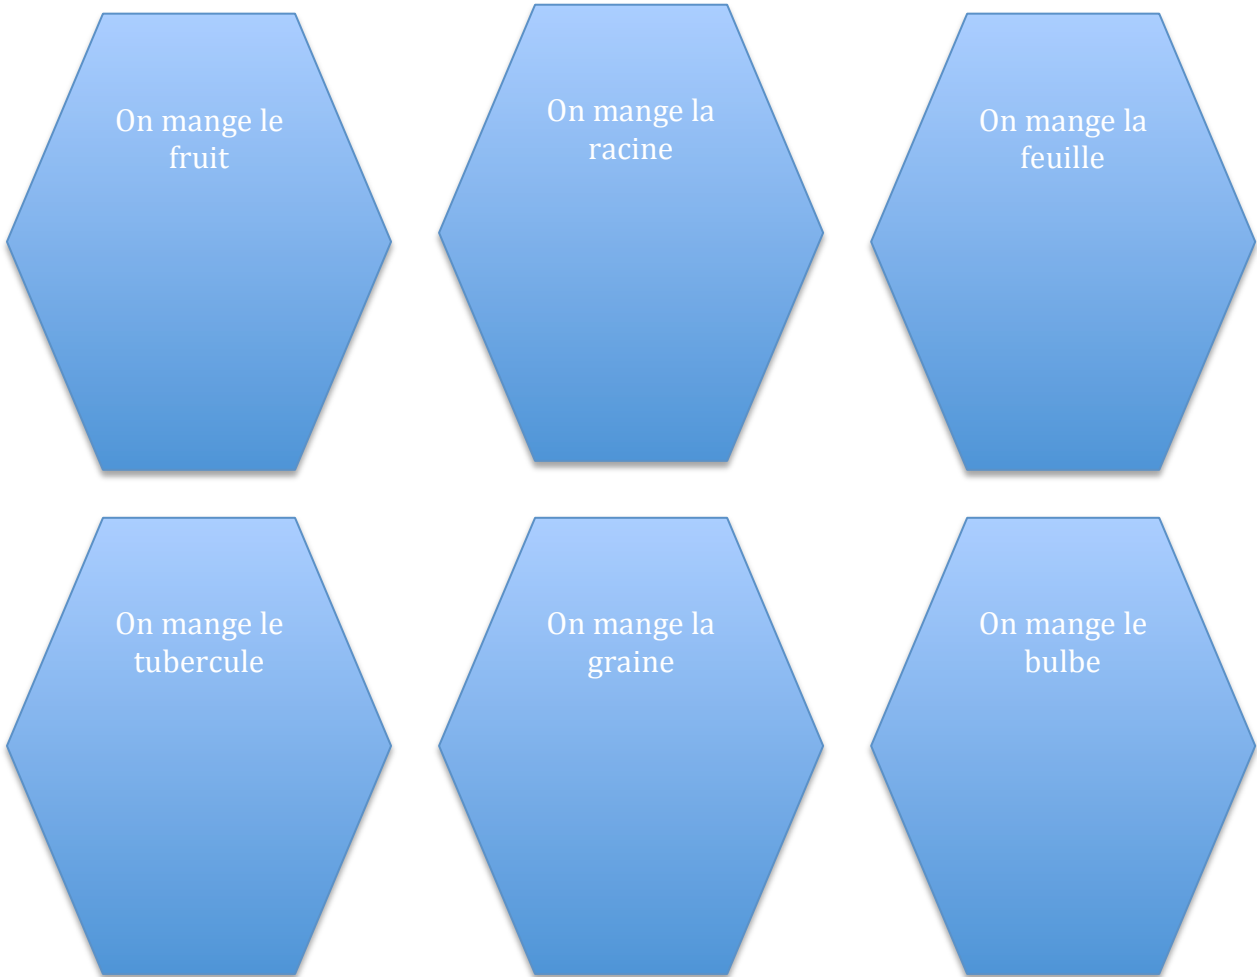 On mange le
fruit
On mange la
racine
On mange la
feuille
On mange le
tubercule
On mange la
graine
On mange le
bulbe